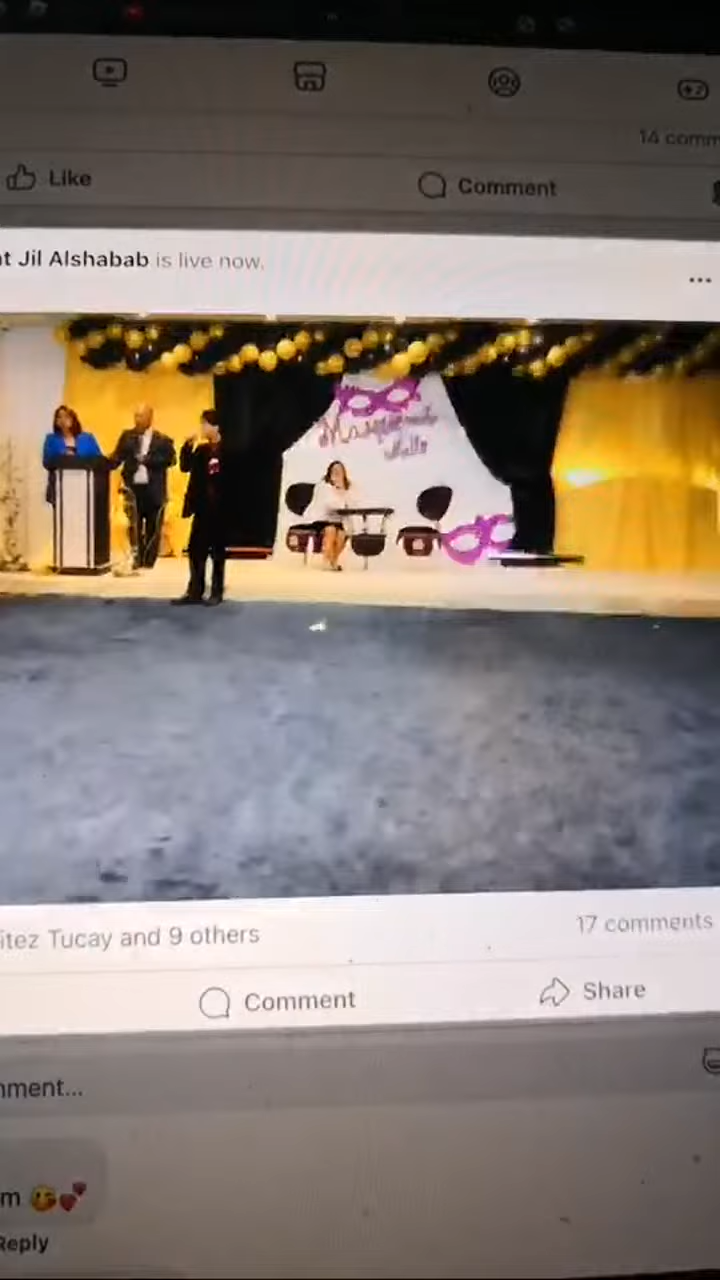 14 comm
Like
Comment
t Jil Alshabab is live now.
Masquerade
itez Tucay and 9 others
17 comments
Comment
Share
mment...
m 😘💕
Reply